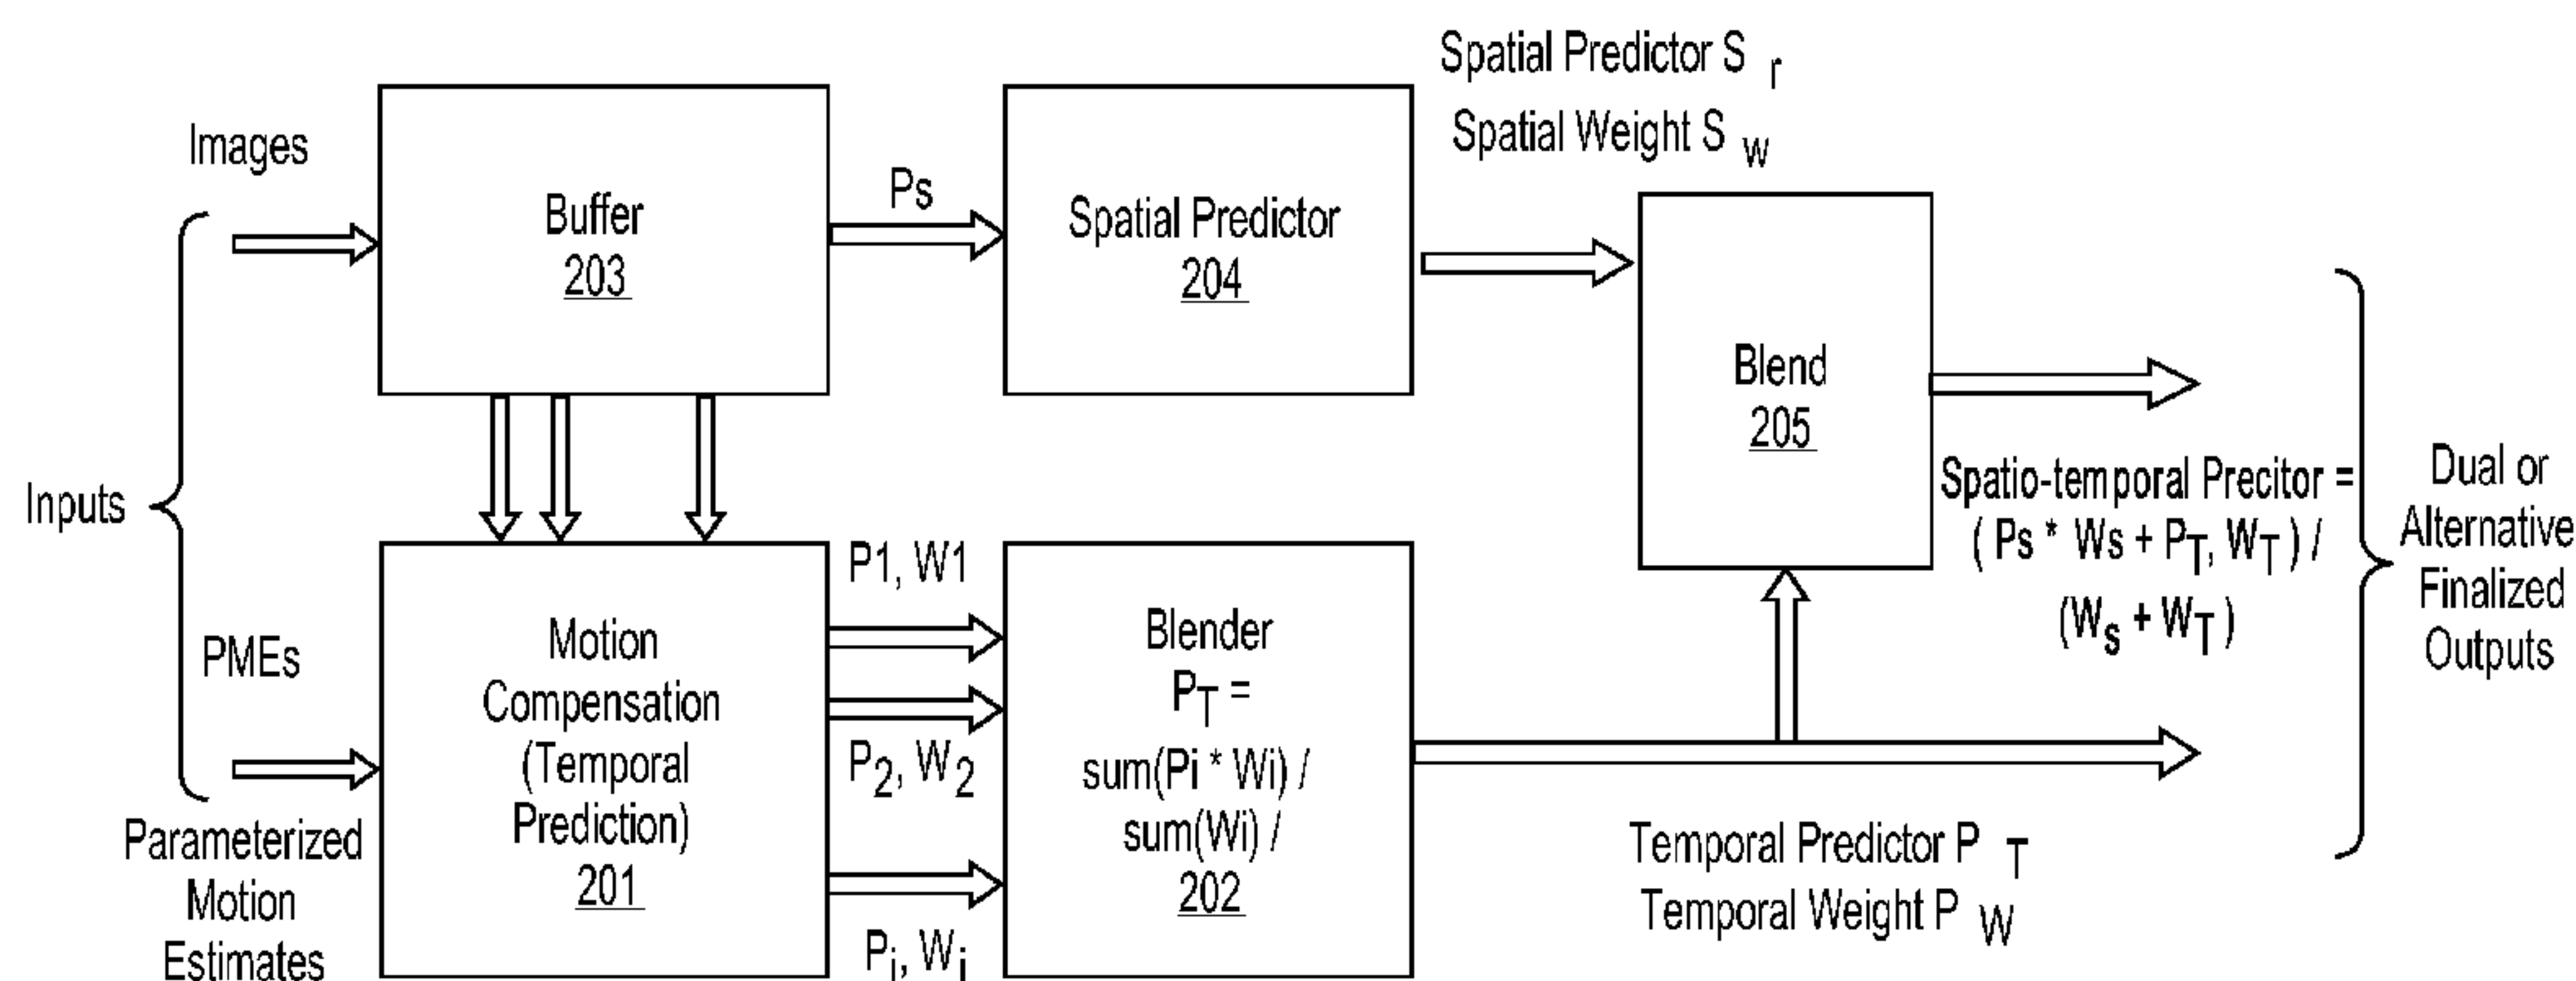 Spatial Predictor S r
Spatial Weight S w
Images
Buffer
203
Ps
Spatial Predictor
204
Blend
205
Inputs
Spatio-temporal Precitor =
( Ps * Ws + PT, WT ) /
(Ws + WT )
Dual or
Alternative
Finalized
Outputs
PMEs
Parameterized
Motion
Estimates
Motion
Compensation
(Temporal
Prediction)
201
P1, W1
P2, W2
Pi, Wi
Blender
PT =
sum(Pi * Wi) /
sum(Wi) /
202
Temporal Predictor P T
Temporal Weight P W